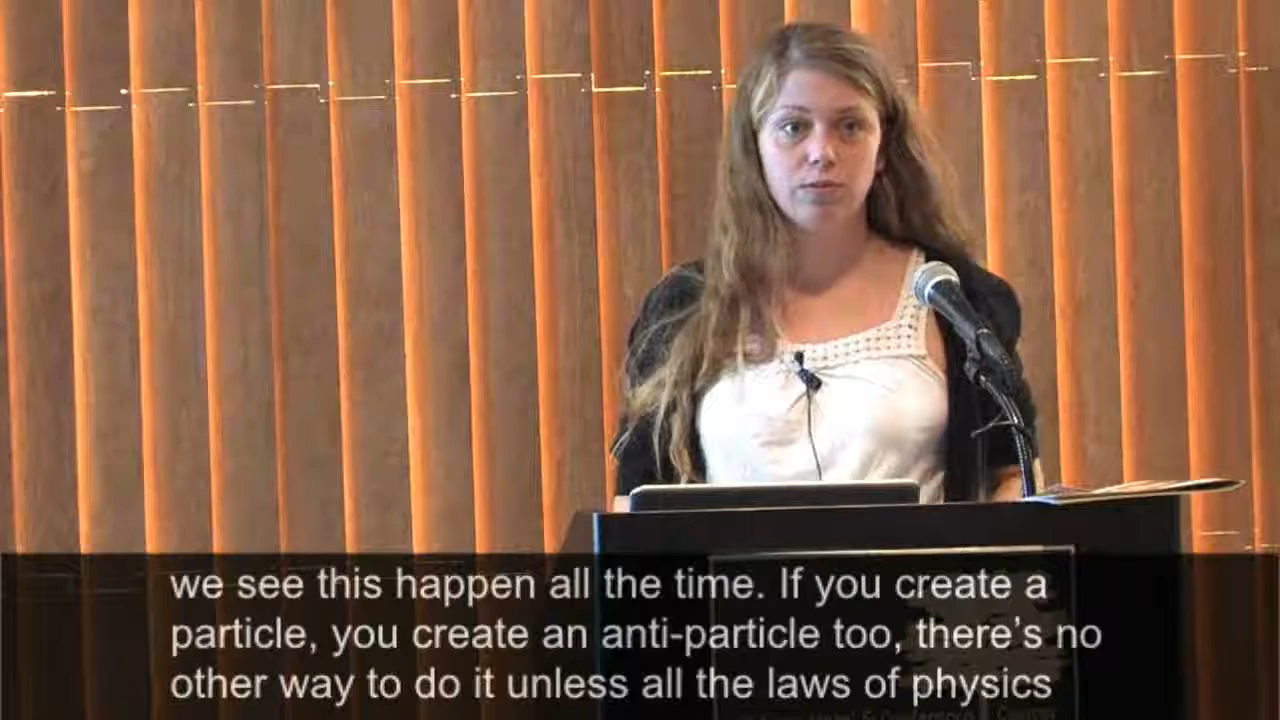 we see this happen all the time. If you create a
particle, you create an anti-particle too, there’s no
other way to do it unless all the laws of physics